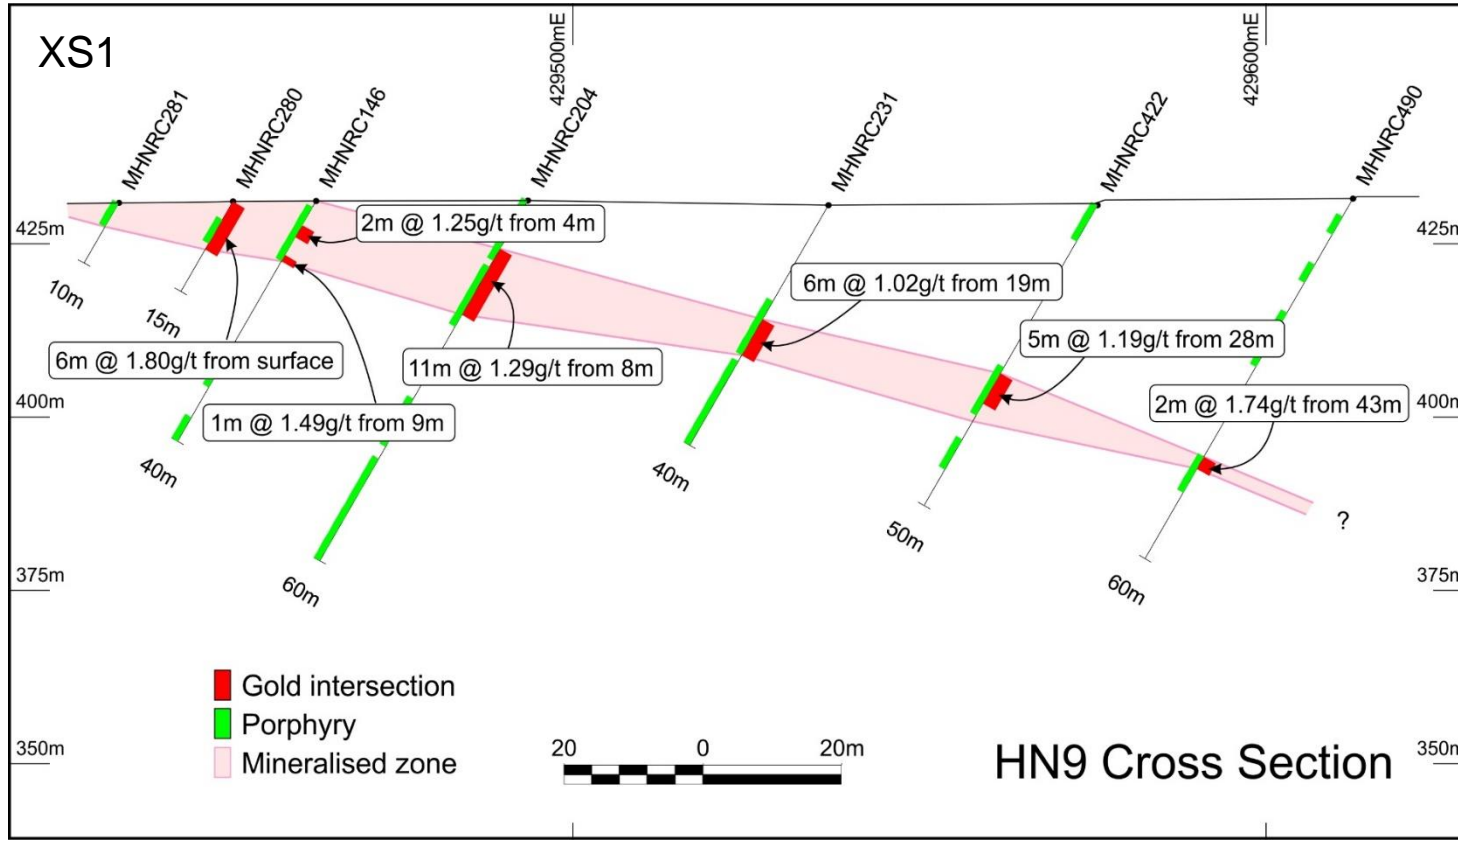 XS1
429500mE
429600mE
MHNRC281
MHNRC280
MHNRC146
MHNRC204
MHNRC231
MHNRC422
MHNRC490
425m
425m
2m @ 1.25g/t from 4m
6m @ 1.02g/t from 19m
10m
15m
6m @ 1.80g/t from surface
11m @ 1.29g/t from 8m
5m @ 1.19g/t from 28m
2m @ 1.74g/t from 43m
400m
400m
1m @ 1.49g/t from 9m
40m
40m
50m
?
60m
60m
375m
375m
Gold intersection
Porphyry
Mineralised zone
20 0 20m
HN9 Cross Section
350m
350m